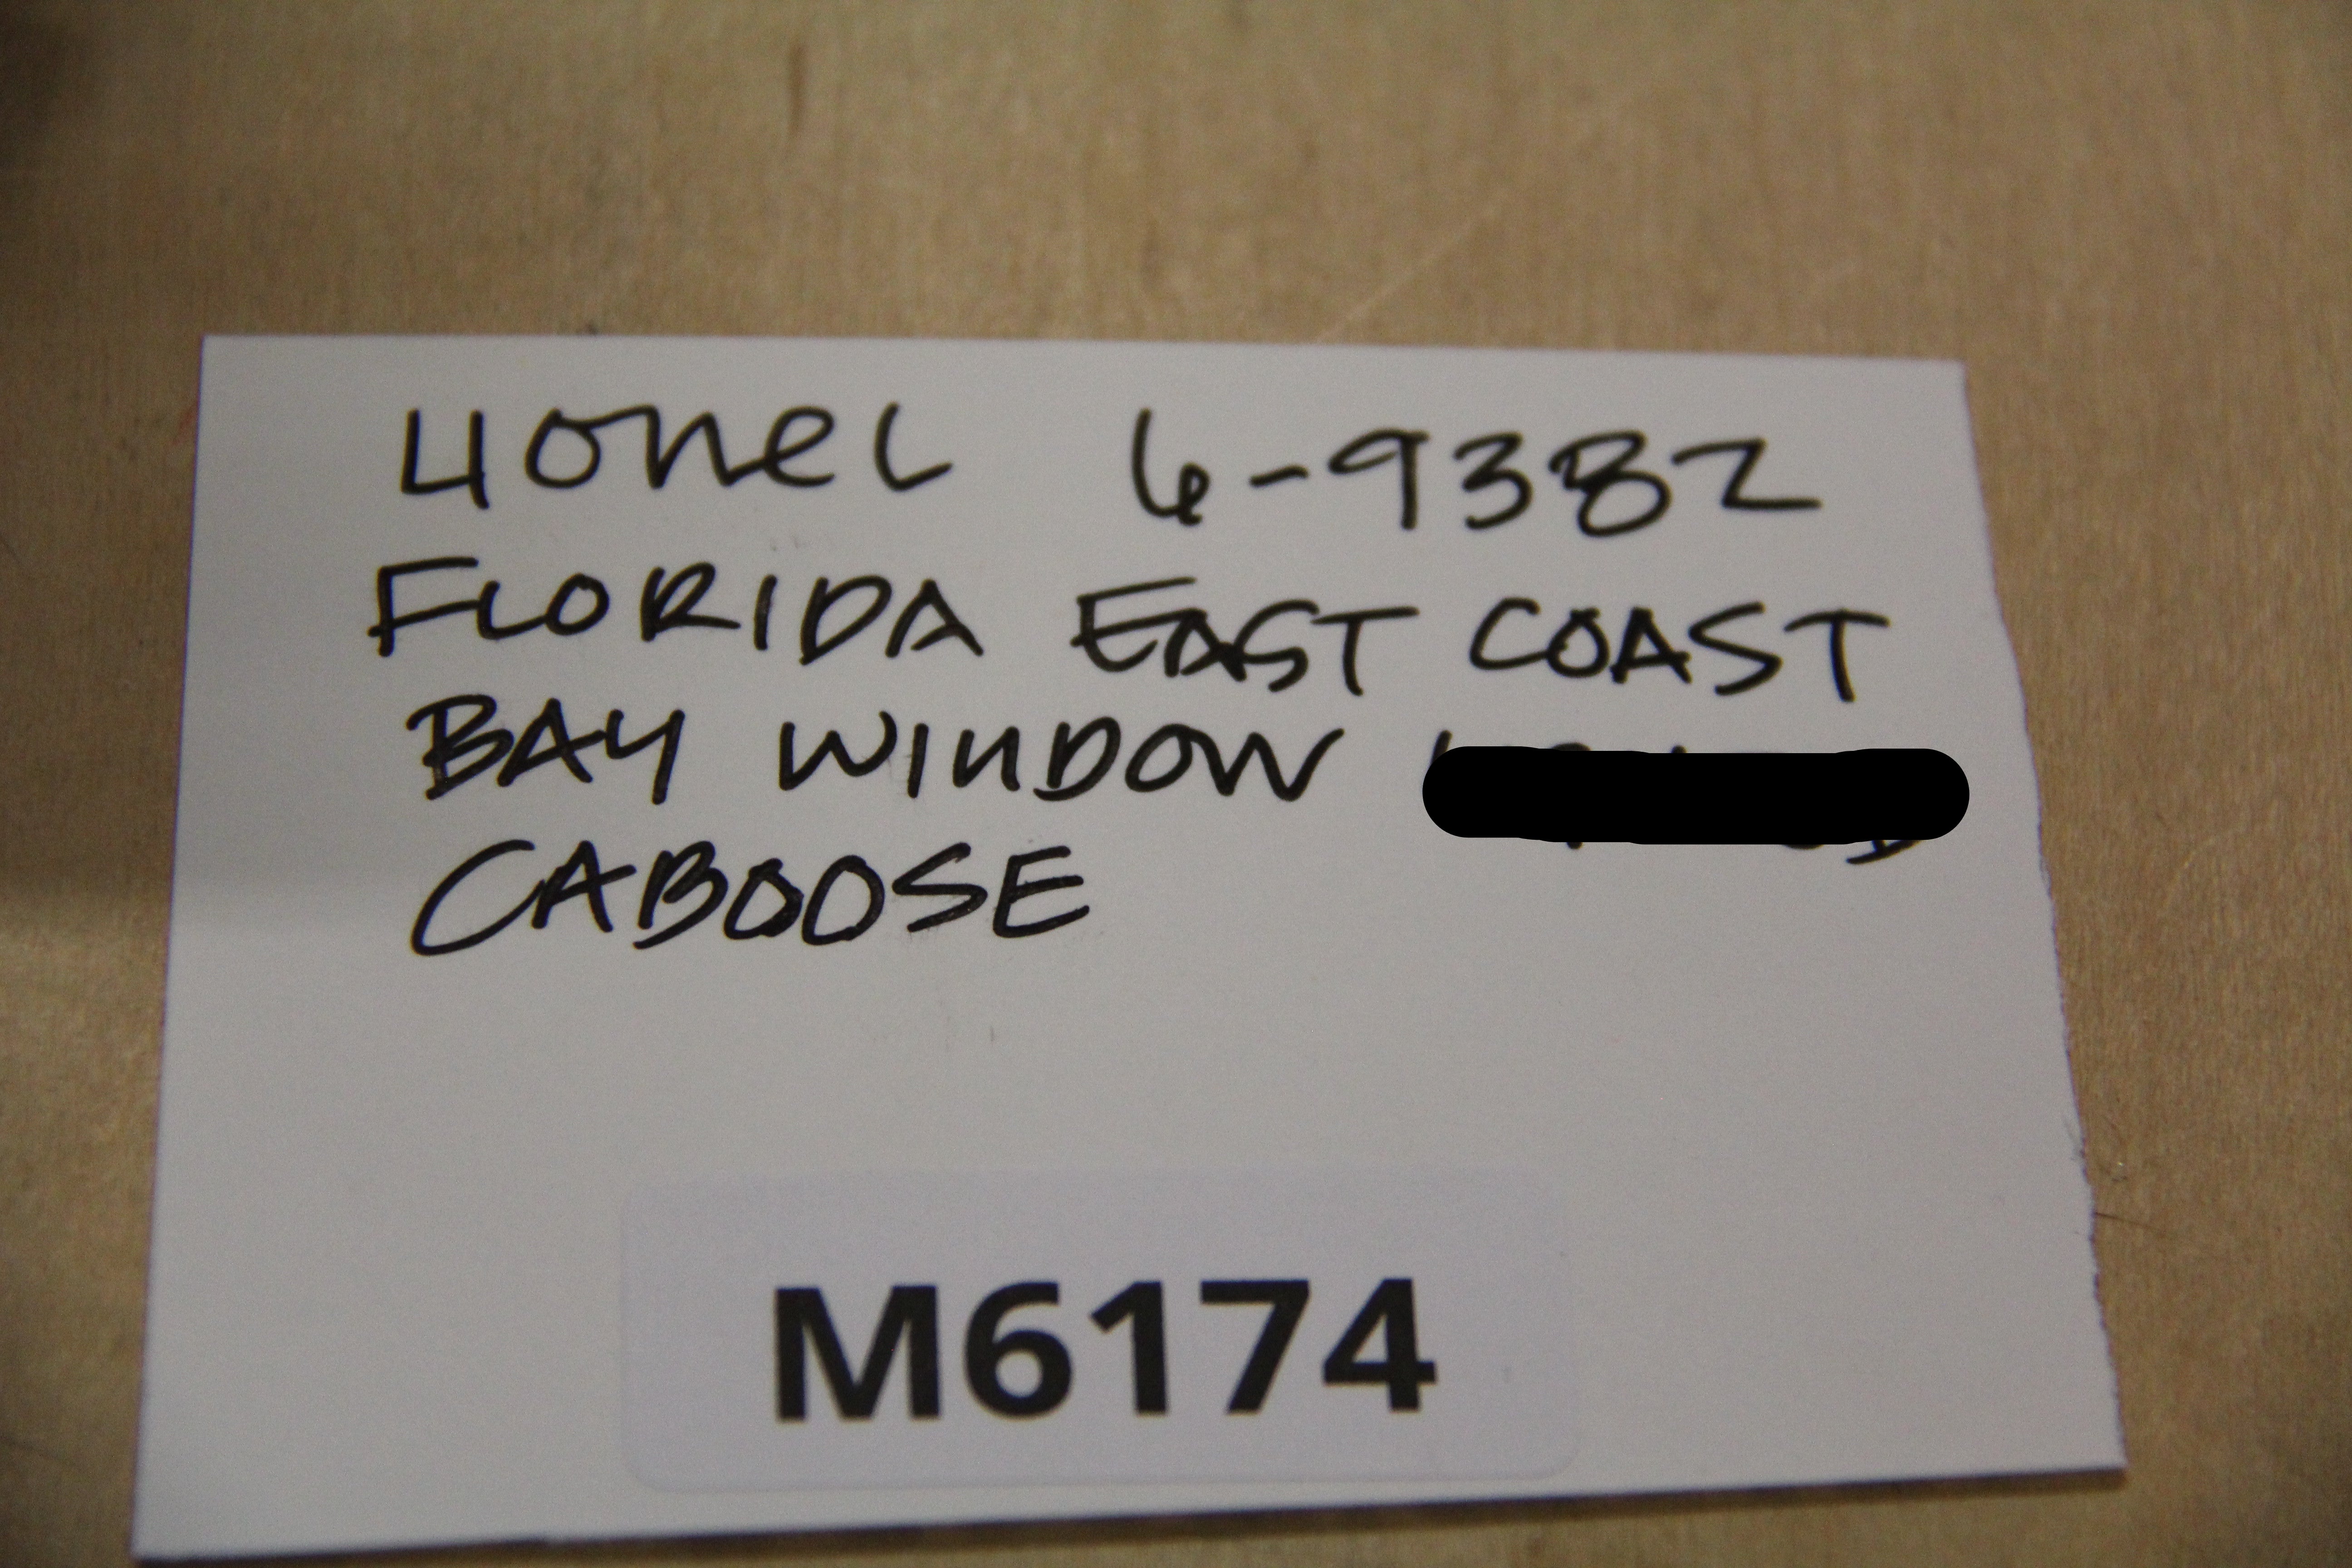 Lionel 6-9382
FLORIDA EAST COAST
BAY WINDOW
CABOOSE
M6174